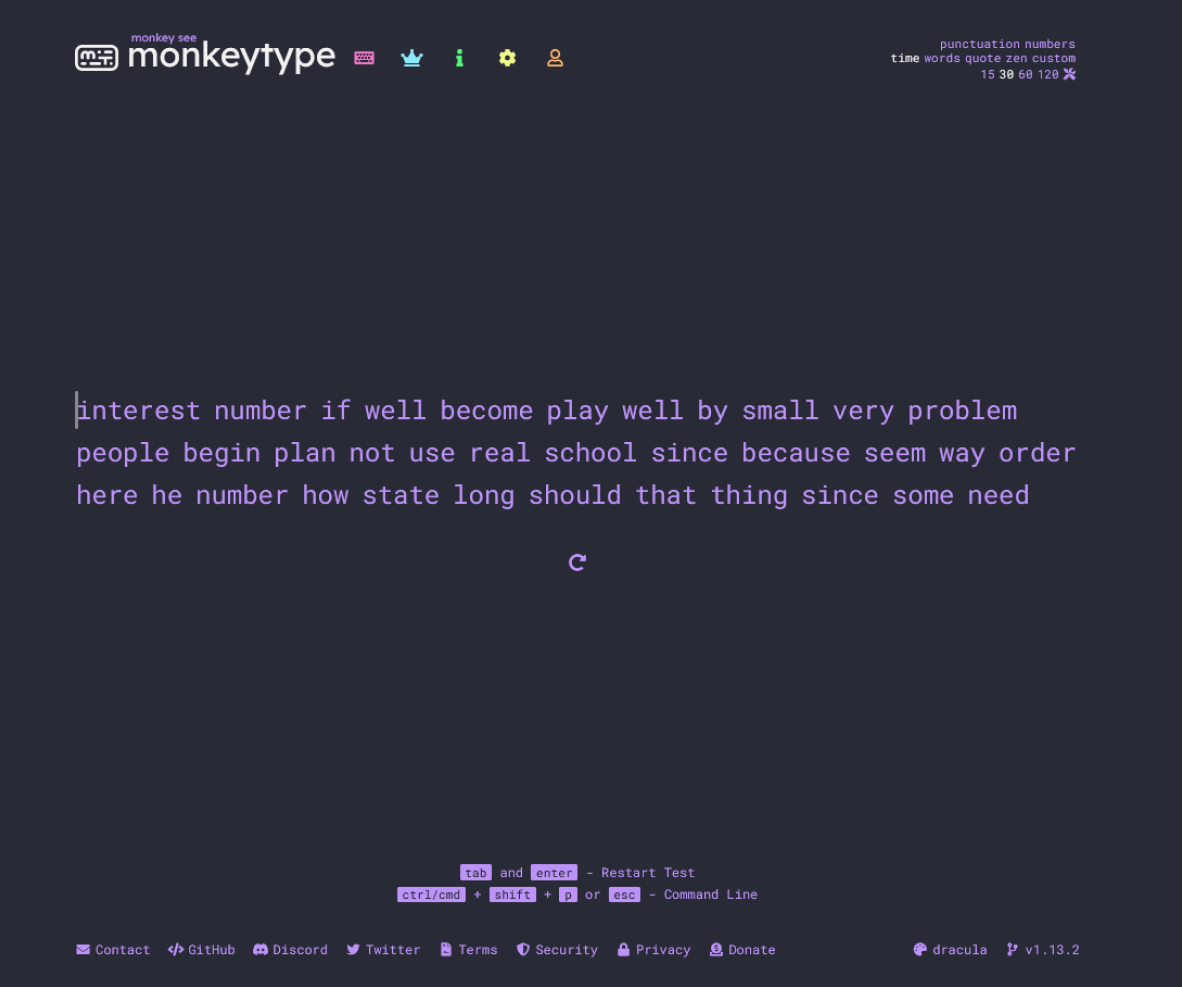 monkey see
monkeytype
punctuation numbers
time words quote zen custom
15 30 60 120
interest number if well become play well by small very problem
people begin plan not use real school since because seem way order
here he number how state long should that thing since some need
tab and enter - Restart Test
ctrl/cmd + shift + p or esc - Command Line
Contact GitHub Discord Twitter Terms Security Privacy Donate dracula v1.13.2